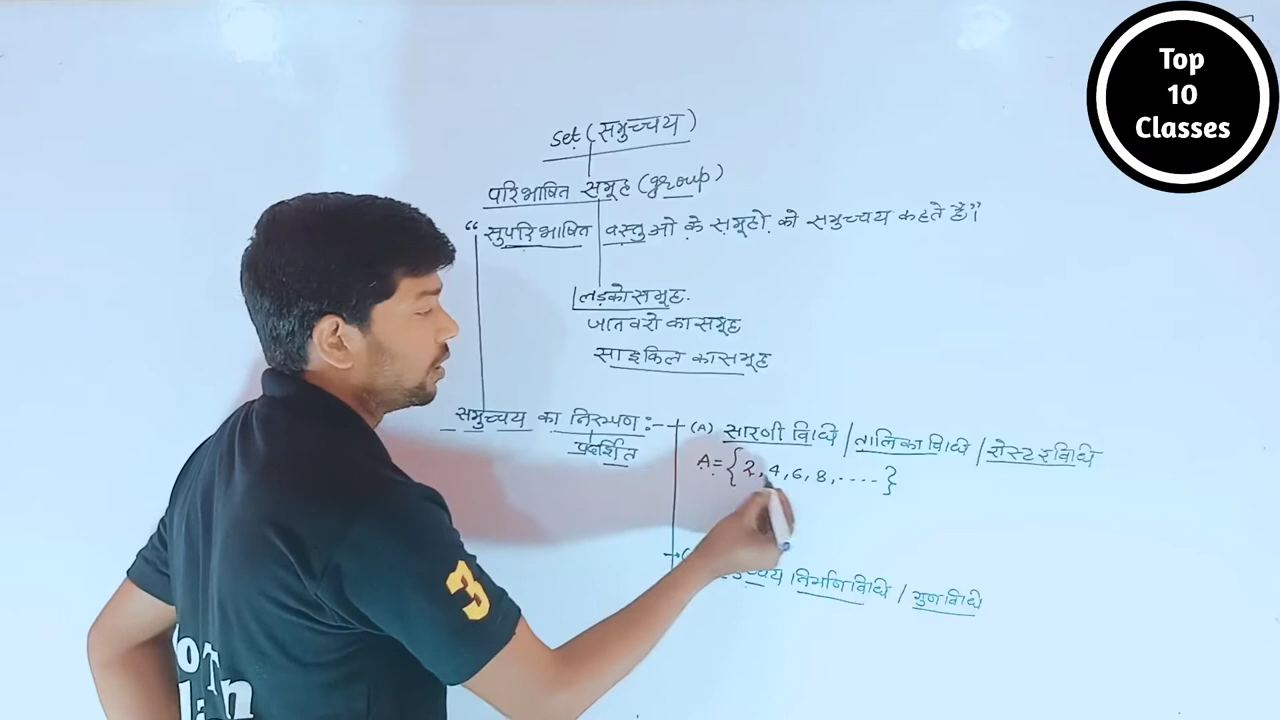 Top
10
Classes
Set (समुच्चय)
परिभाषित समूह (group)
“सुपरिभाषित वस्तुओ के समूहो को समुच्चय कहते है”।
लड़को समूह.
जानवरो का समूह
साइकिल का समूह
समुच्चय का निरूपण :-
प्रदर्शित
(A) सारणी विधि / तालिका विधि / रोस्टर विधि
A = {2, 4, 6, 8, ....}
निर्माण विधि / गुण विधि
3